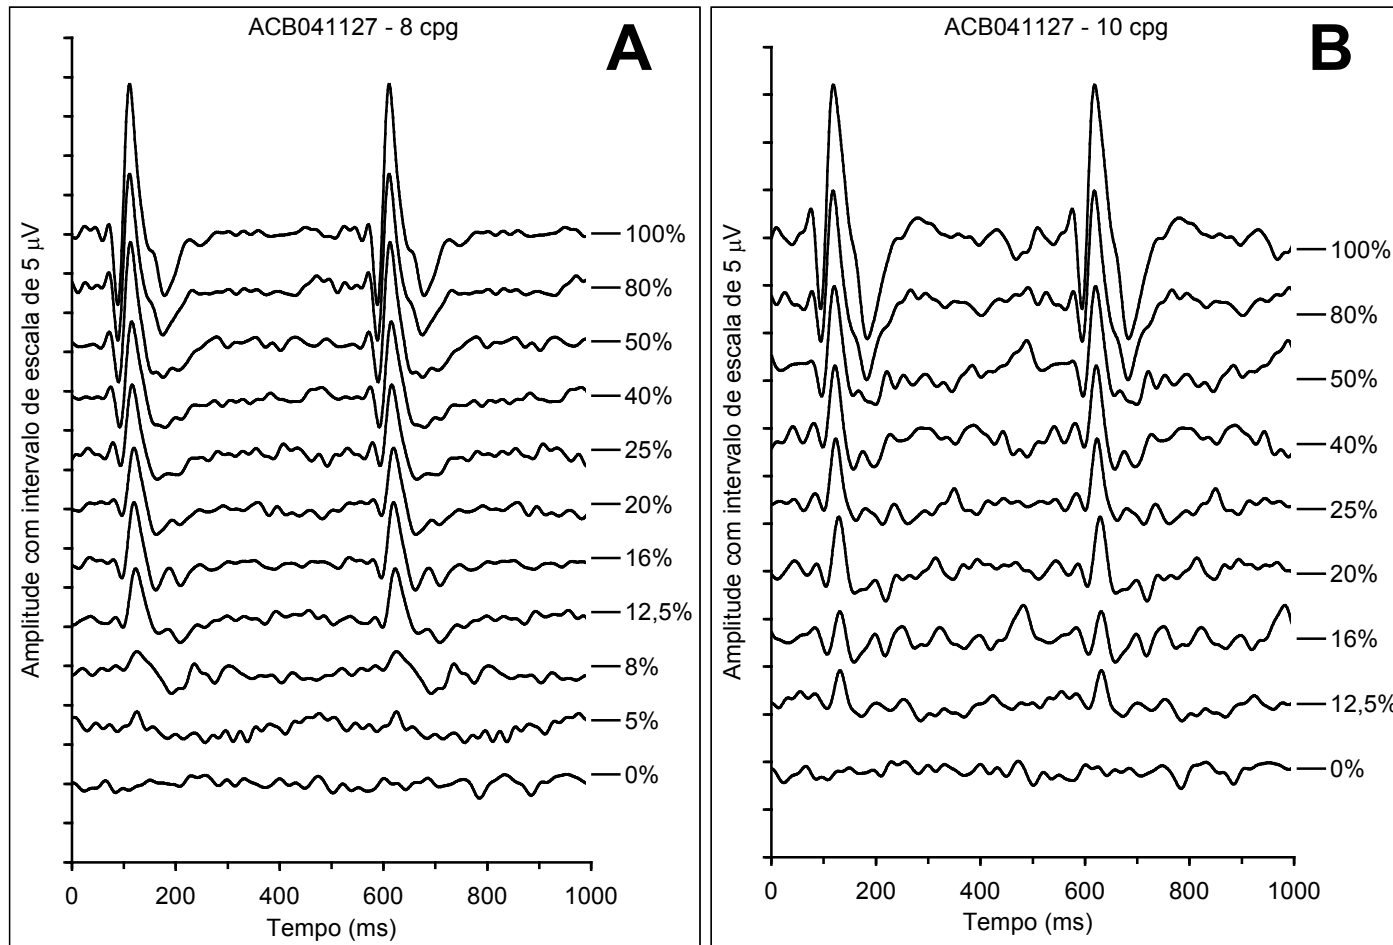 ACB041127 - 8 cpg
A
Amplitude com intervalo de escala de 5 µV
100%
80%
50%
40%
25%
20%
16%
12,5%
8%
5%
0%
0 200 400 600 800 1000
Tempo (ms)
ACB041127 - 10 cpg
B
Amplitude com intervalo de escala de 5 µV
100%
80%
50%
40%
25%
20%
16%
12,5%
0%
0 200 400 600 800 1000
Tempo (ms)